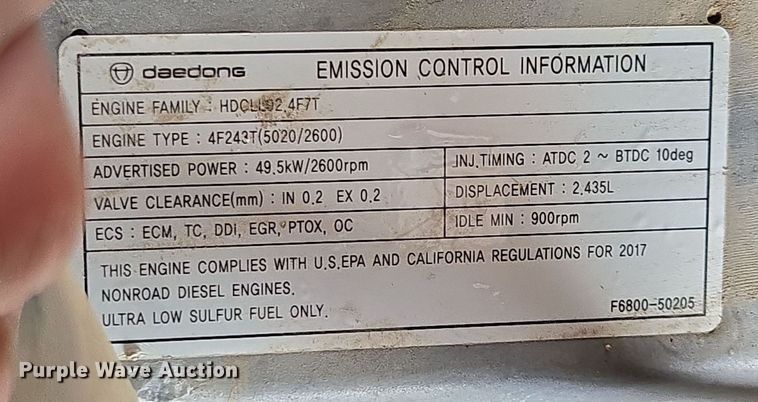 daedong EMISSION CONTROL INFORMATION
ENGINE FAMILY : HDCLL02.4F7T
ENGINE TYPE : 4F243T(5020/2600)
ADVERTISED POWER : 49.5kW/2600rpm INJ.TIMING : ATDC 2 ~ BTDC 10deg
VALVE CLEARANCE(mm) : IN 0.2 EX 0.2 DISPLACEMENT : 2,435L
ECS : ECM, TC, DDI, EGR, PTOX, OC IDLE MIN : 900rpm
THIS ENGINE COMPLIES WITH U.S.EPA AND CALIFORNIA REGULATIONS FOR 2017
NONROAD DIESEL ENGINES.
ULTRA LOW SULFUR FUEL ONLY. F6800-50205
Purple Wave Auction